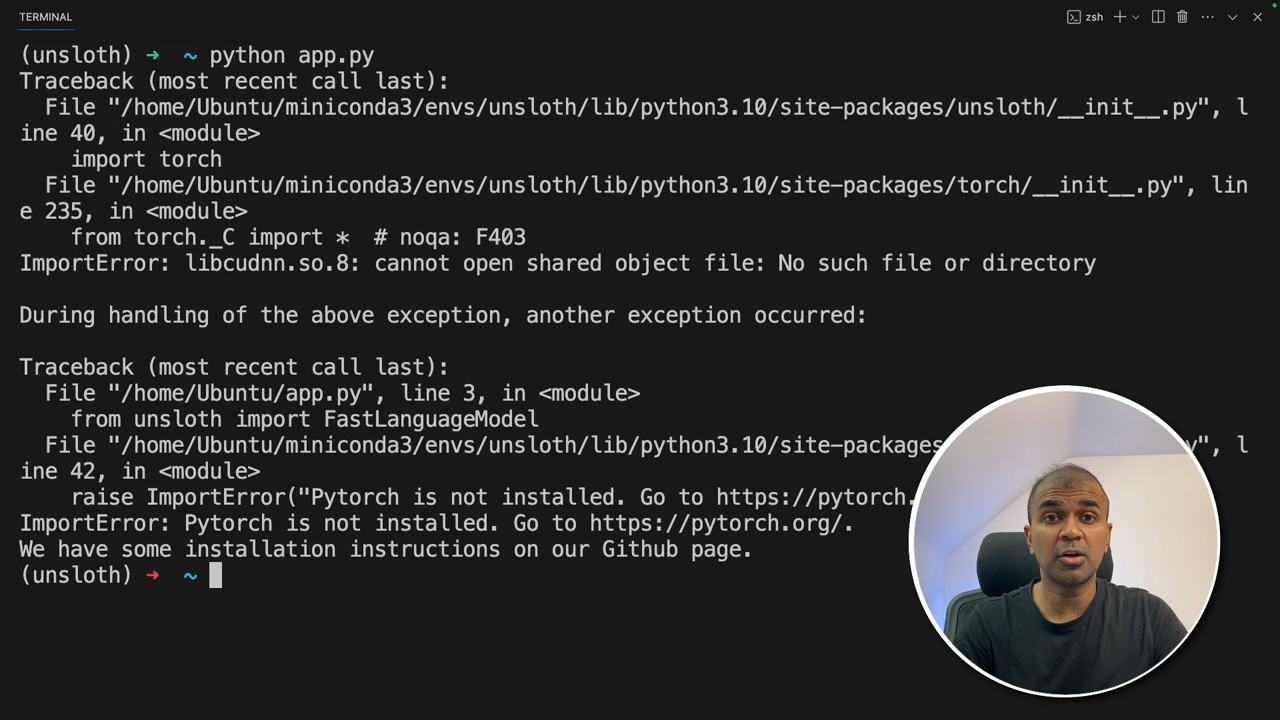 TERMINAL
zsh
(unsloth) ➜ ~ python app.py
Traceback (most recent call last):
File "/home/Ubuntu/miniconda3/envs/unsloth/lib/python3.10/site-packages/unsloth/__init__.py", l
ine 40, in <module>
import torch
File "/home/Ubuntu/miniconda3/envs/unsloth/lib/python3.10/site-packages/torch/__init__.py", lin
e 235, in <module>
from torch._C import * # noqa: F403
ImportError: libcudnn.so.8: cannot open shared object file: No such file or directory
During handling of the above exception, another exception occurred:
Traceback (most recent call last):
File "/home/Ubuntu/app.py", line 3, in <module>
from unsloth import FastLanguageModel
File "/home/Ubuntu/miniconda3/envs/unsloth/lib/python3.10/site-packages y", l
ine 42, in <module>
raise ImportError("Pytorch is not installed. Go to https://pytorch.
ImportError: Pytorch is not installed. Go to https://pytorch.org/.
We have some installation instructions on our Github page.
(unsloth) ➜ ~